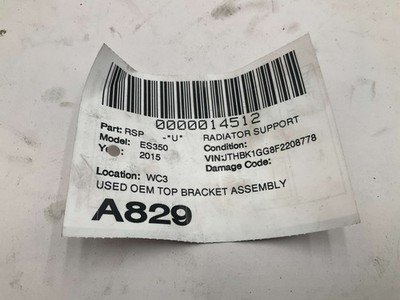 0000014512
Part: RSP -"U" RADIATOR SUPPORT
Model: ES350 Condition:
2015 VIN:JTHBK1GG8F2208778
Damage Code:
Location: WC3
USED OEM TOP BRACKET ASSEMBLY
A829